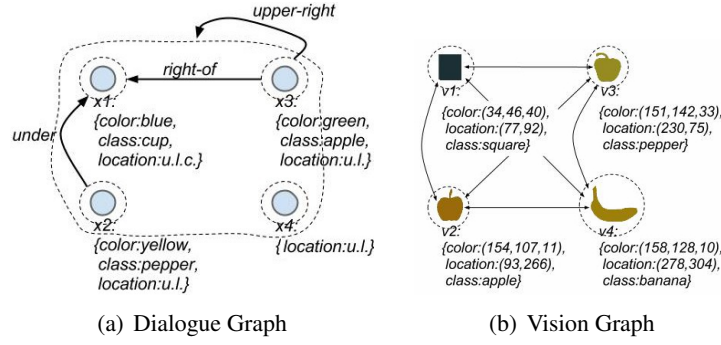 upper-right
right-of
under
x1:
{color:blue,
class:cup,
location:u.l.c.}
x3:
{color:green,
class:apple,
location:u.l.}
x2:
{color:yellow,
class:pepper,
location:u.l.}
x4:
{location:u.l.}
(a) Dialogue Graph
v1:
{color:(34,46,40),
location:(77,92),
class:square}
v3:
{color:(151,142,33),
location:(230,75),
class:pepper}
v2:
{color:(154,107,11),
location:(93,266),
class:apple}
v4:
{color:(158,128,10),
location:(278,304),
class:banana}
(b) Vision Graph